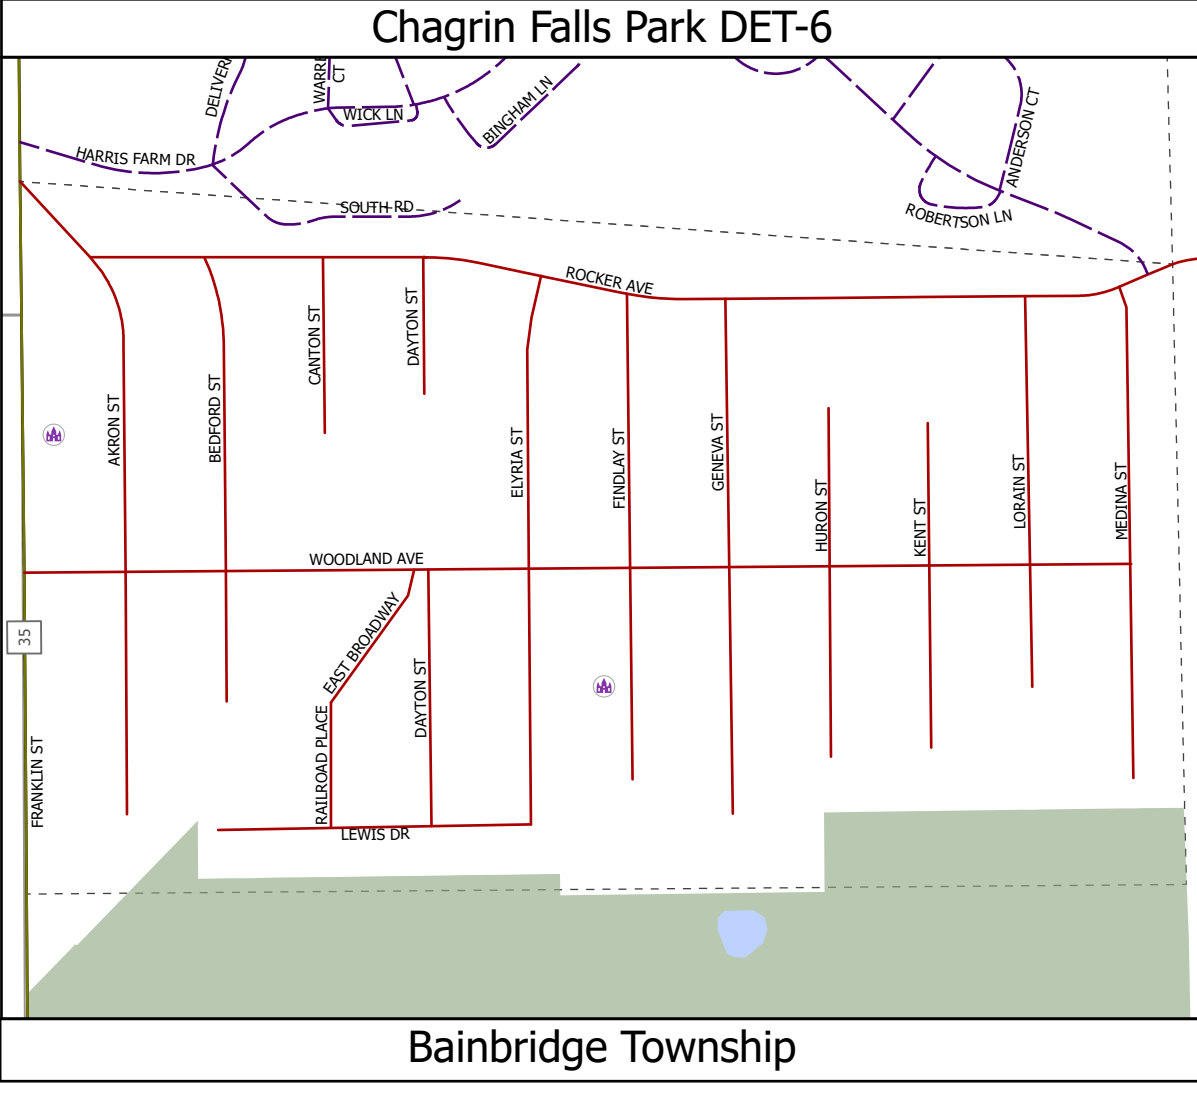 Chagrin Falls Park DET-6
WICK LN
BINGHAM LN
HARRIS FARM DR
ANDERSON CT
SOUTH RD
ROBERTSON LN
ROCKER AVE
CANTON ST
DAYTON ST
AKRON ST
BEDFORD ST
ELYRIA ST
FINDLAY ST
GENEVA ST
HURON ST
KENT ST
LORAIN ST
MEDINA ST
WOODLAND AVE
35
EAST BROADWAY
DAYTON ST
RAILROAD PLACE
FRANKLIN ST
LEWIS DR
Bainbridge Township